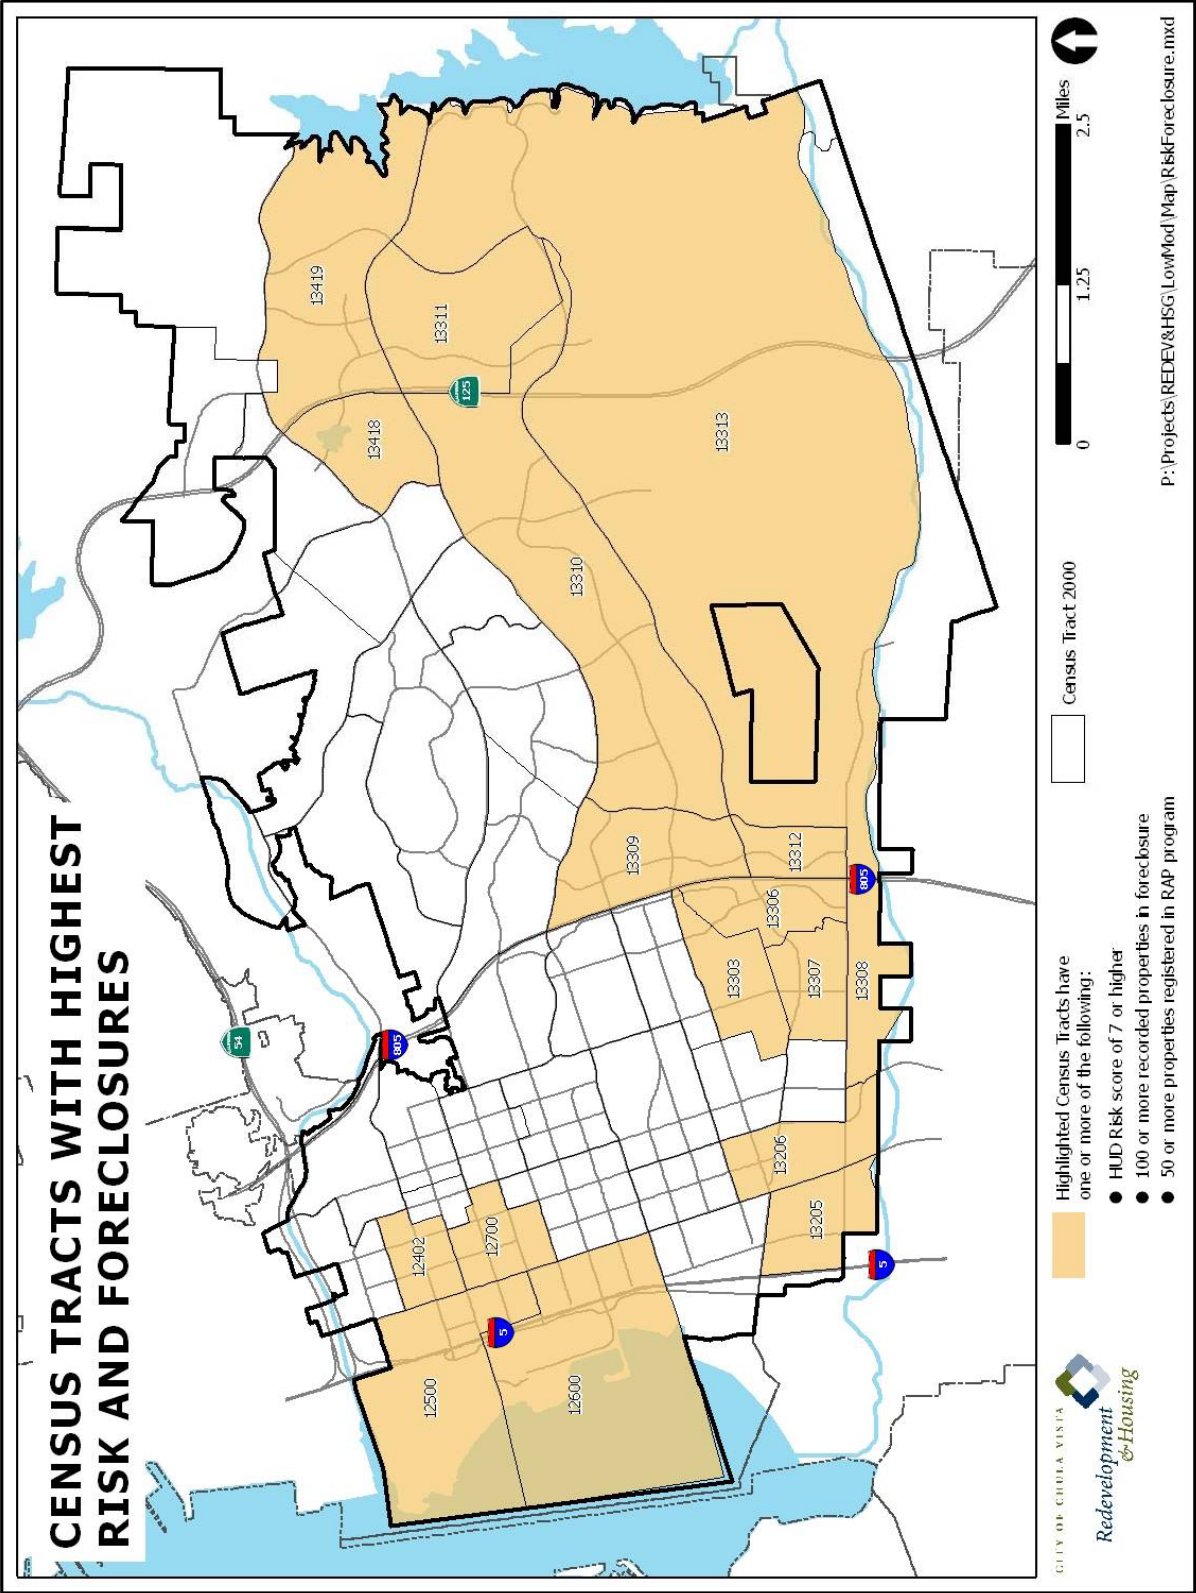 CENSUS TRACTS WITH HIGHEST
RISK AND FORECLOSURES
54
805
125
13419
13311
13418
13313
13310
13309
13312
13306
805
13303
13307
13308
13206
13205
5
12402
12700
5
12500
12600
CITY OF CHULA VISTA
Redevelopment
& Housing
Highlighted Census Tracts have
one or more of the following:
● HUD Risk score of 7 or higher
● 100 or more recorded properties in foreclosure
● 50 or more properties registered in RAP program
Census Tract 2000
0 1.25 2.5
Miles
P:\Projects\REDEV&HSG\LowMod\Map\RiskForeclosure.mxd